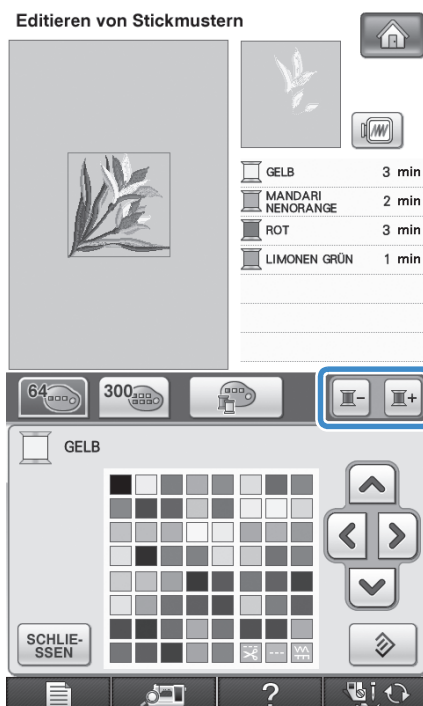 Editieren von Stickmustern
GELB 3 min
MANDARI
NENORANGE 2 min
ROT 3 min
LIMONEN GRÜN 1 min
64 300 - +
GELB
SCHLIE-
SSEN
?